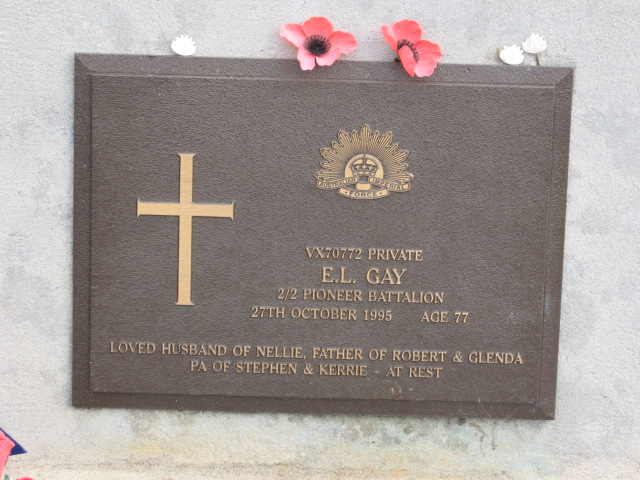 AUSTRALIAN IMPERIAL
FORCE
VX70772 PRIVATE
E.L. GAY
2/2 PIONEER BATTALION
27TH OCTOBER 1995 AGE 77
LOVED HUSBAND OF NELLIE, FATHER OF ROBERT & GLENDA
PA OF STEPHEN & KERRIE - AT REST